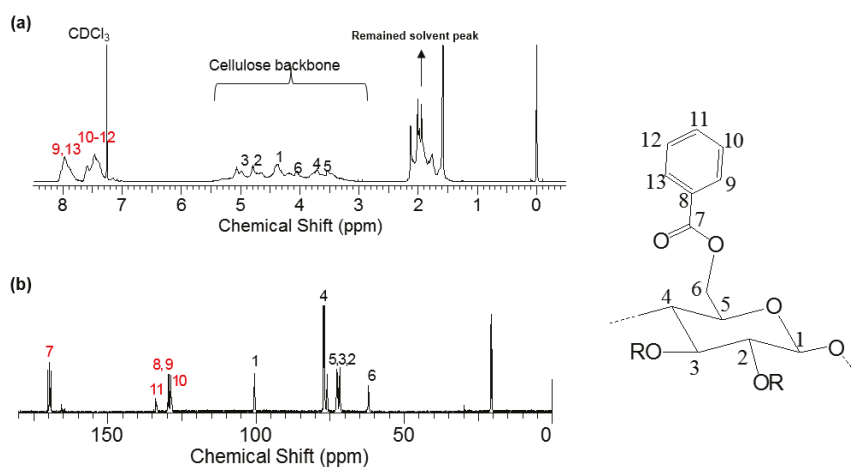 (a)
CDCl3
Remained solvent peak
Cellulose backbone
9,13
10-12
3 2 1 6 4 5
8 7 6 5 4 3 2 1 0
Chemical Shift (ppm)
(b)
7
11
8, 9
10
1
4
5,3,2
6
150 100 50 0
Chemical Shift (ppm)
11
12 10
13 9
8
7
O O
6
4 5 O 1
RO 3 2 O
OR